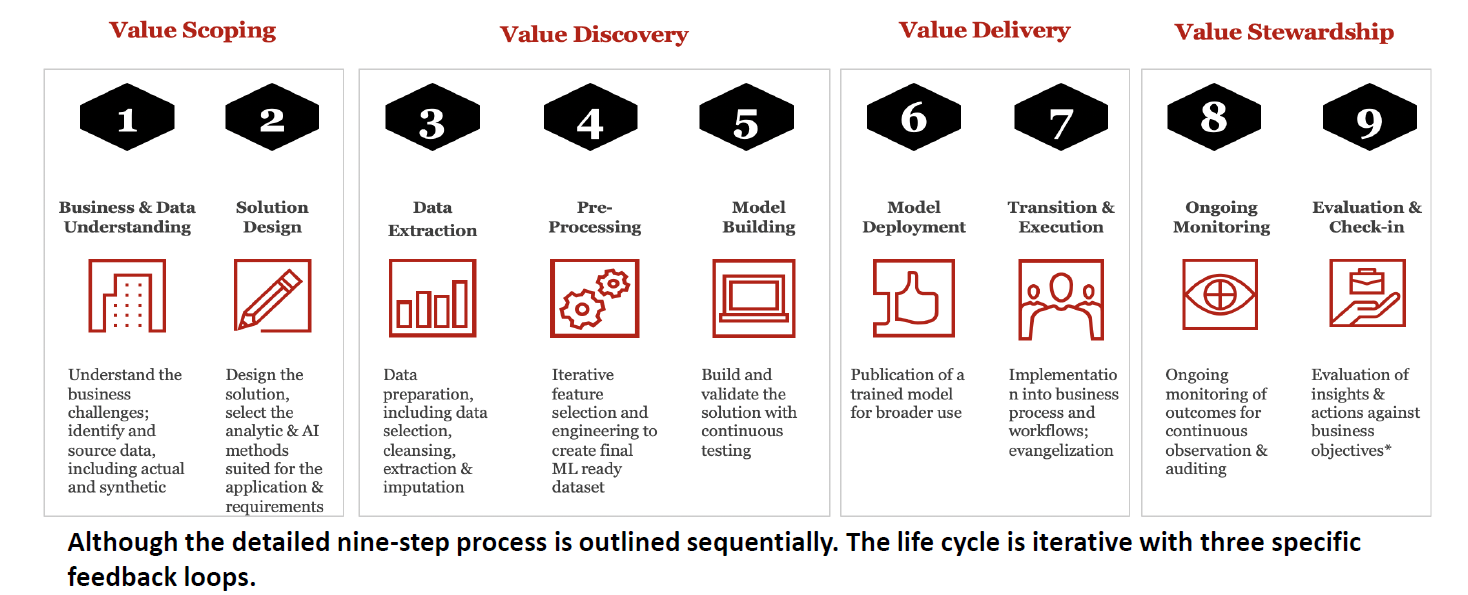 Value Scoping
Value Discovery
Value Delivery
Value Stewardship
1
Business & Data
Understanding
Understand the
business
challenges;
identify and
source data,
including actual
and synthetic
2
Solution
Design
Design the
solution,
select the
analytic & AI
methods
suited for the
application &
requirements
3
Data
Extraction
Data
preparation,
including data
selection,
cleansing,
extraction &
imputation
4
Pre-
Processing
Iterative
feature
selection and
engineering to
create final
ML ready
dataset
5
Model
Building
Build and
validate the
solution with
continuous
testing
6
Model
Deployment
Publication of a
trained model
for broader use
7
Transition &
Execution
Implementatio
n into business
process and
workflows;
evangelization
8
Ongoing
Monitoring
Ongoing
monitoring of
outcomes for
continuous
observation &
auditing
9
Evaluation &
Check-in
Evaluation of
insights &
actions against
business
objectives*
Although the detailed nine-step process is outlined sequentially. The life cycle is iterative with three specific
feedback loops.